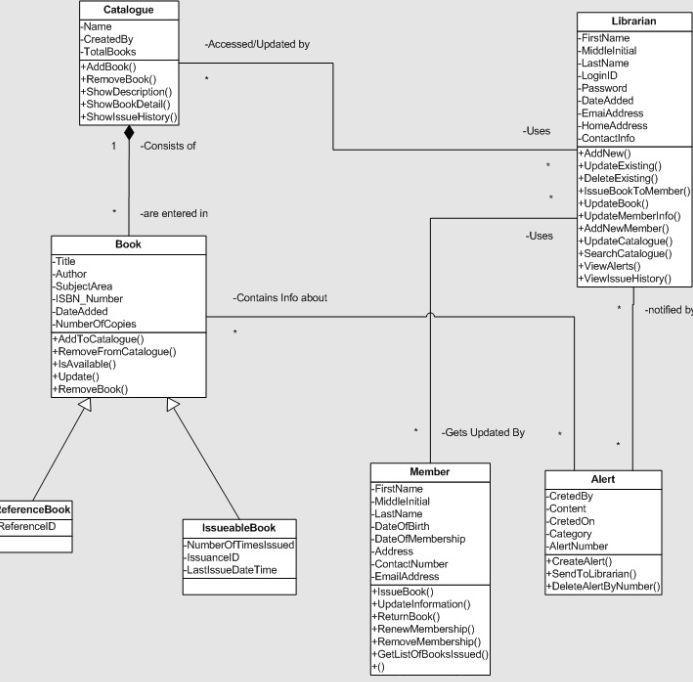 Catalogue
-Name
-CreatedBy
-TotalBooks
+AddBook()
+RemoveBook()
+ShowDescription()
+ShowBookDetail()
+ShowIssueHistory()
Librarian
-FirstName
-MiddleInitial
-LastName
-LoginID
-Password
-DateAdded
-EmaiAddress
-HomeAddress
-ContactInfo
+AddNew()
+UpdateExisting()
+DeleteExisting()
+IssueBookToMember()
+UpdateBook()
+UpdateMemberInfo()
+AddNewMember()
+UpdateCatalogue()
+SearchCatalogue()
+ViewAlerts()
+ViewIssueHistory()
-Accessed/Updated by
*
-Uses
*
1 -Consists of
* -are entered in
*
-Uses
Book
-Title
-Author
-SubjectArea
-ISBN_Number
-DateAdded
-NumberOfCopies
+AddToCatalogue()
+RemoveFromCatalogue()
+IsAvailable()
+Update()
+RemoveBook()
-Contains Info about
*
* -notified by
* -Gets Updated By
*
*
ReferenceBook
ReferenceID
IssueableBook
-NumberOfTimesIssued
-IssuanceID
-LastIssueDateTime
Member
-FirstName
-MiddleInitial
-LastName
-DateOfBirth
-DateOfMembership
-Address
-ContactNumber
-EmailAddress
+IssueBook()
+UpdateInformation()
+ReturnBook()
+RenewMembership()
+RemoveMembership()
+GetListOfBooksIssued()
+()
Alert
-CretedBy
-Content
-CretedOn
-Category
-AlertNumber
+CreateAlert()
+SendToLibrarian()
+DeleteAlertByNumber()